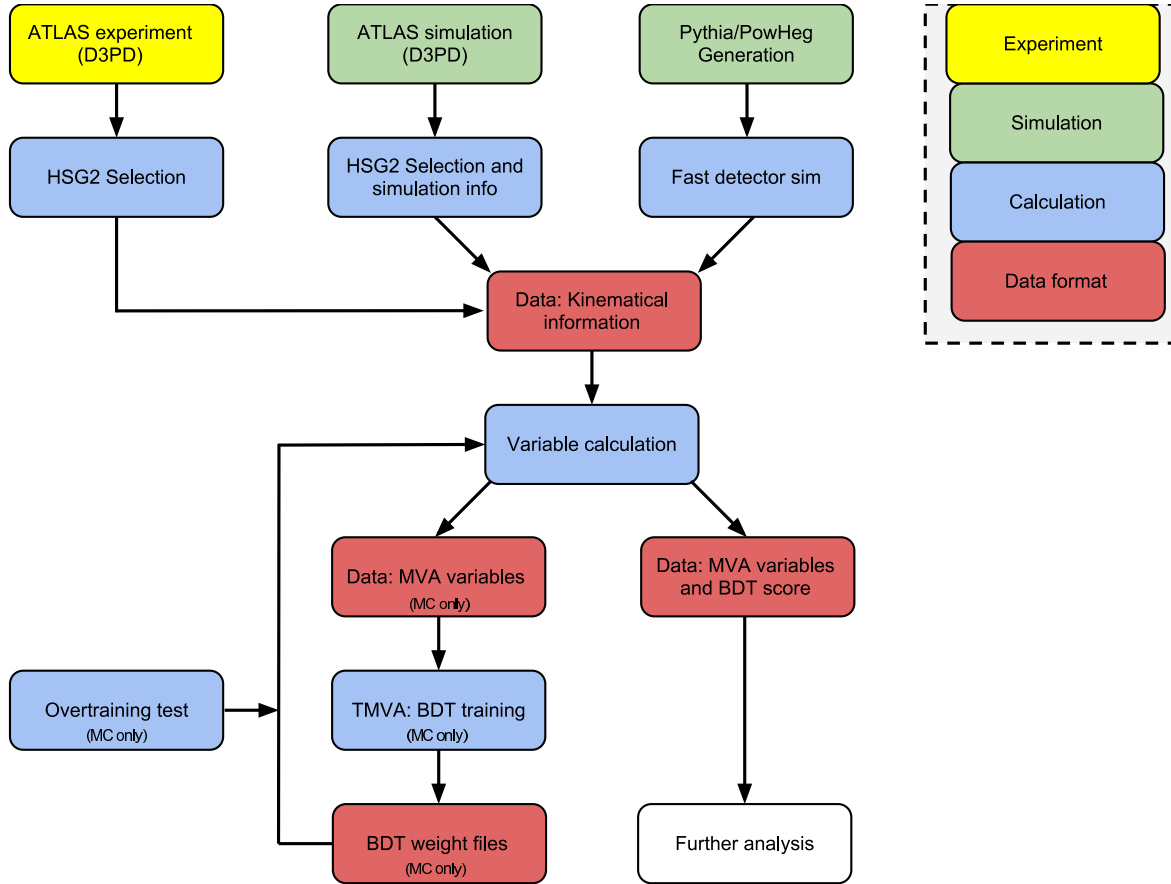 ATLAS experiment
(D3PD)
ATLAS simulation
(D3PD)
Pythia/PowHeg
Generation
Experiment
Simulation
Calculation
Data format
HSG2 Selection
HSG2 Selection and
simulation info
Fast detector sim
Data: Kinematical
information
Variable calculation
Data: MVA variables
(MC only)
Data: MVA variables
and BDT score
Overtraining test
(MC only)
TMVA: BDT training
(MC only)
BDT weight files
(MC only)
Further analysis